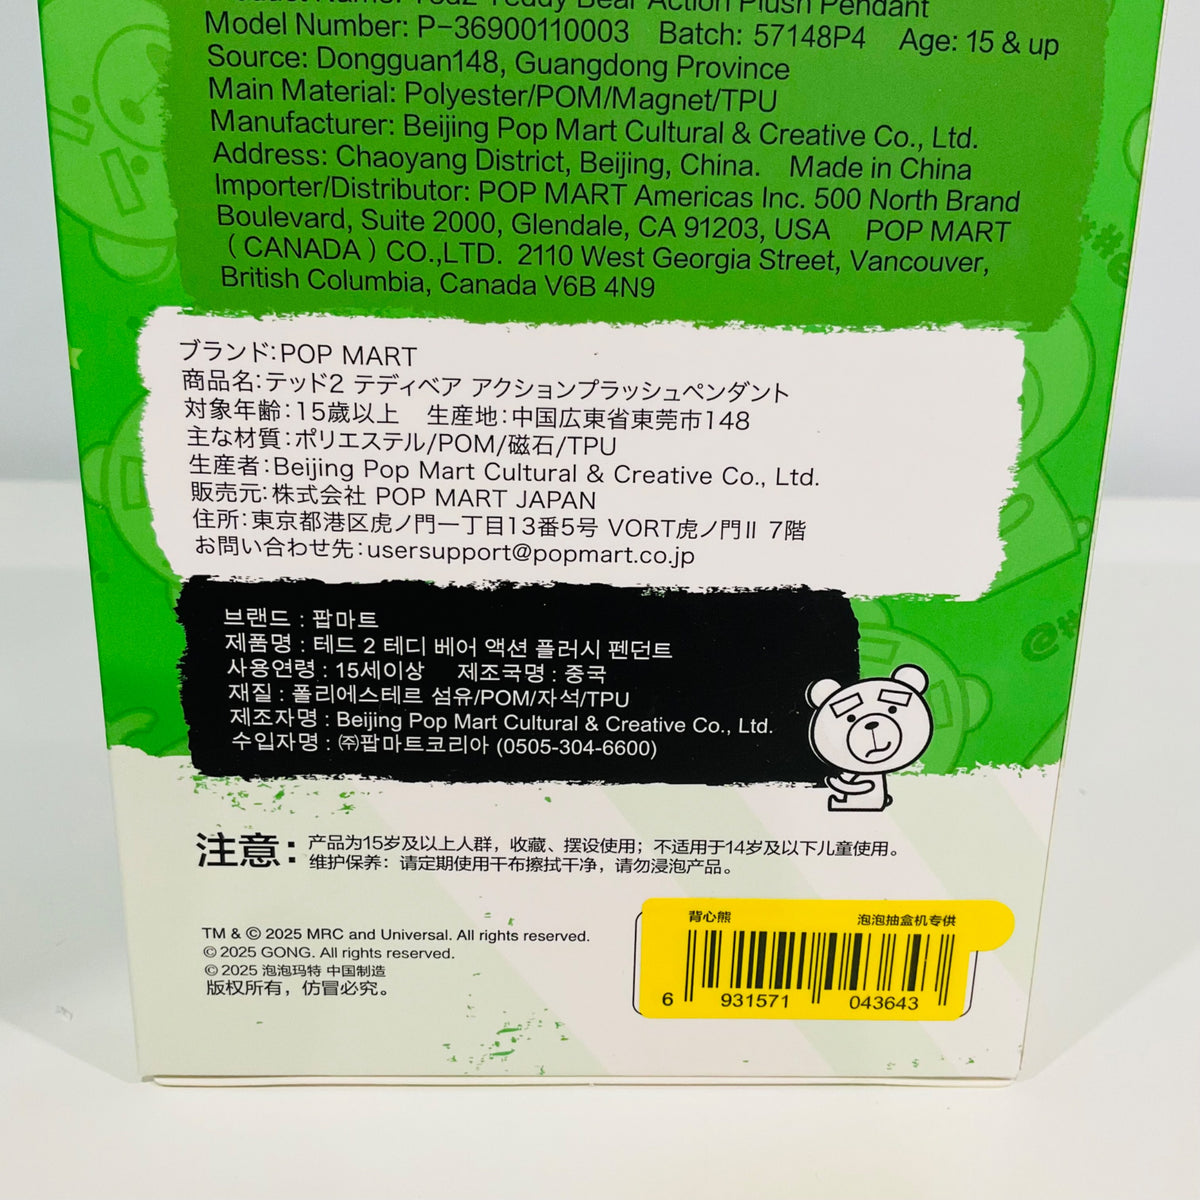 Product Name: Ted2 Teddy Bear Action Plush Pendant
Model Number: P-36900110003 Batch: 57148P4 Age: 15 & up
Source: Dongguan148, Guangdong Province
Main Material: Polyester/POM/Magnet/TPU
Manufacturer: Beijing Pop Mart Cultural & Creative Co., Ltd.
Address: Chaoyang District, Beijing, China. Made in China
Importer/Distributor: POP MART Americas Inc. 500 North Brand
Boulevard, Suite 2000, Glendale, CA 91203, USA POP MART
（CANADA）CO.,LTD. 2110 West Georgia Street, Vancouver,
British Columbia, Canada V6B 4N9
ブランド:POP MART
商品名:テッド2 テディベア アクションプラッシュペンダント
対象年齢:15歳以上 生産地:中国広東省東莞市148
主な材質:ポリエステル/POM/磁石/TPU
生産者:Beijing Pop Mart Cultural & Creative Co., Ltd.
販売元:株式会社 POP MART JAPAN
住所:東京都港区虎ノ門一丁目13番5号 VORT虎ノ門II 7階
お問い合わせ先:usersupport@popmart.co.jp
브랜드 : 팝마트
제품명 : 테드 2 테디 베어 액션 플러시 펜던트
사용연령 : 15세이상 제조국명 : 중국
재질 : 폴리에스테르 섬유/POM/자석/TPU
제조자명 : Beijing Pop Mart Cultural & Creative Co., Ltd.
수입자명 : ㈜팝마트코리아 (0505-304-6600)
注意：产品为15岁及以上人群，收藏、摆设使用；不适用于14岁及以下儿童使用。
维护保养：请定期使用干布擦拭干净，请勿浸泡产品。
TM & © 2025 MRC and Universal. All rights reserved.
© 2025 GONG. All rights reserved.
© 2025 泡泡玛特 中国制造
版权所有，仿冒必究。
背心熊 泡泡抽盒机专供
6 931571 043643